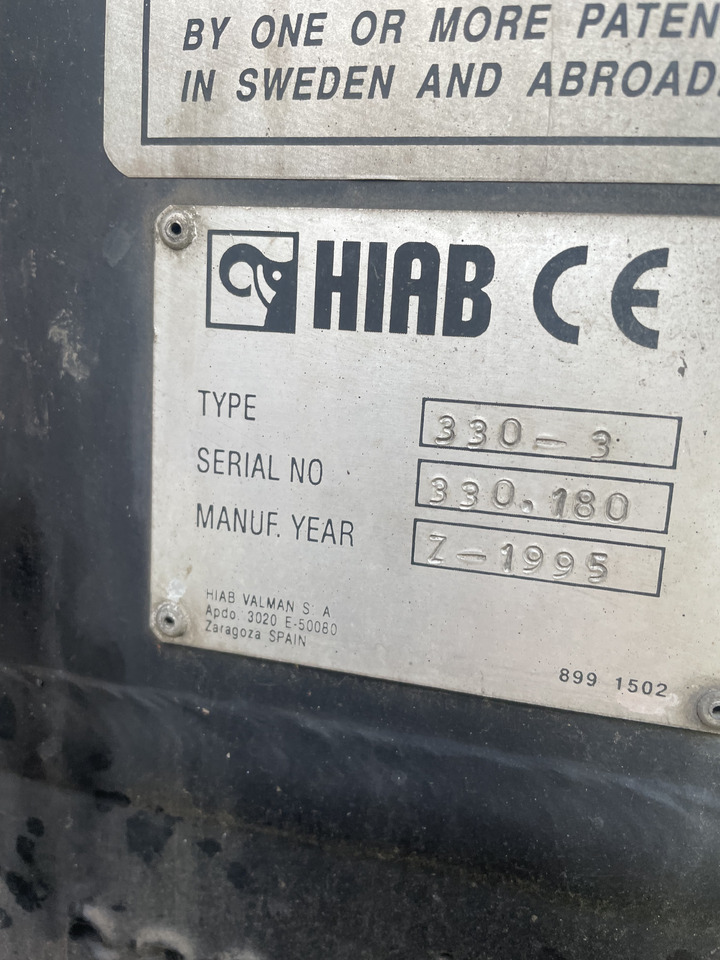 BY ONE OR MORE PATEN
IN SWEDEN AND ABROAD.
HIAB CE
TYPE 330-3
SERIAL NO 330.180
MANUF. YEAR Z-1995
HIAB VALMAN S. A
Apdo. 3020 E-50080
Zaragoza SPAIN
899 1502